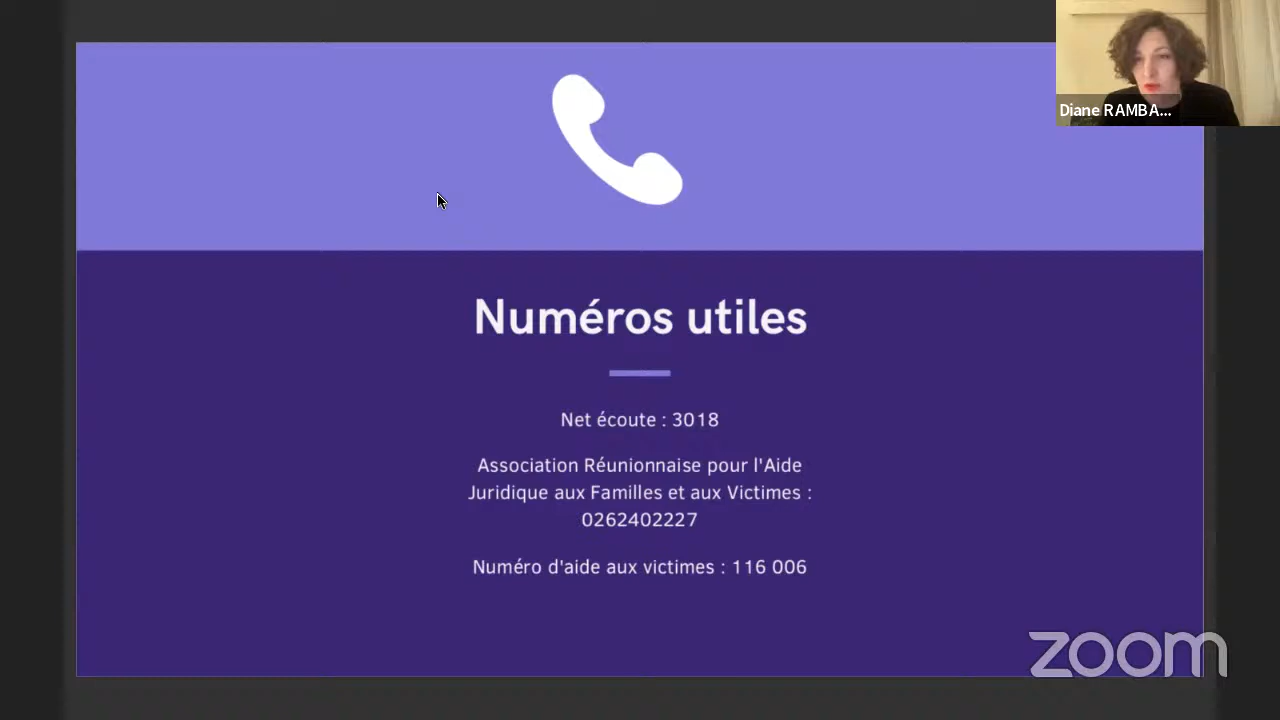 Diane RAMBA...
Numéros utiles
Net écoute : 3018
Association Réunionnaise pour l'Aide
Juridique aux Familles et aux Victimes :
0262402227
Numéro d'aide aux victimes : 116 006
zoom